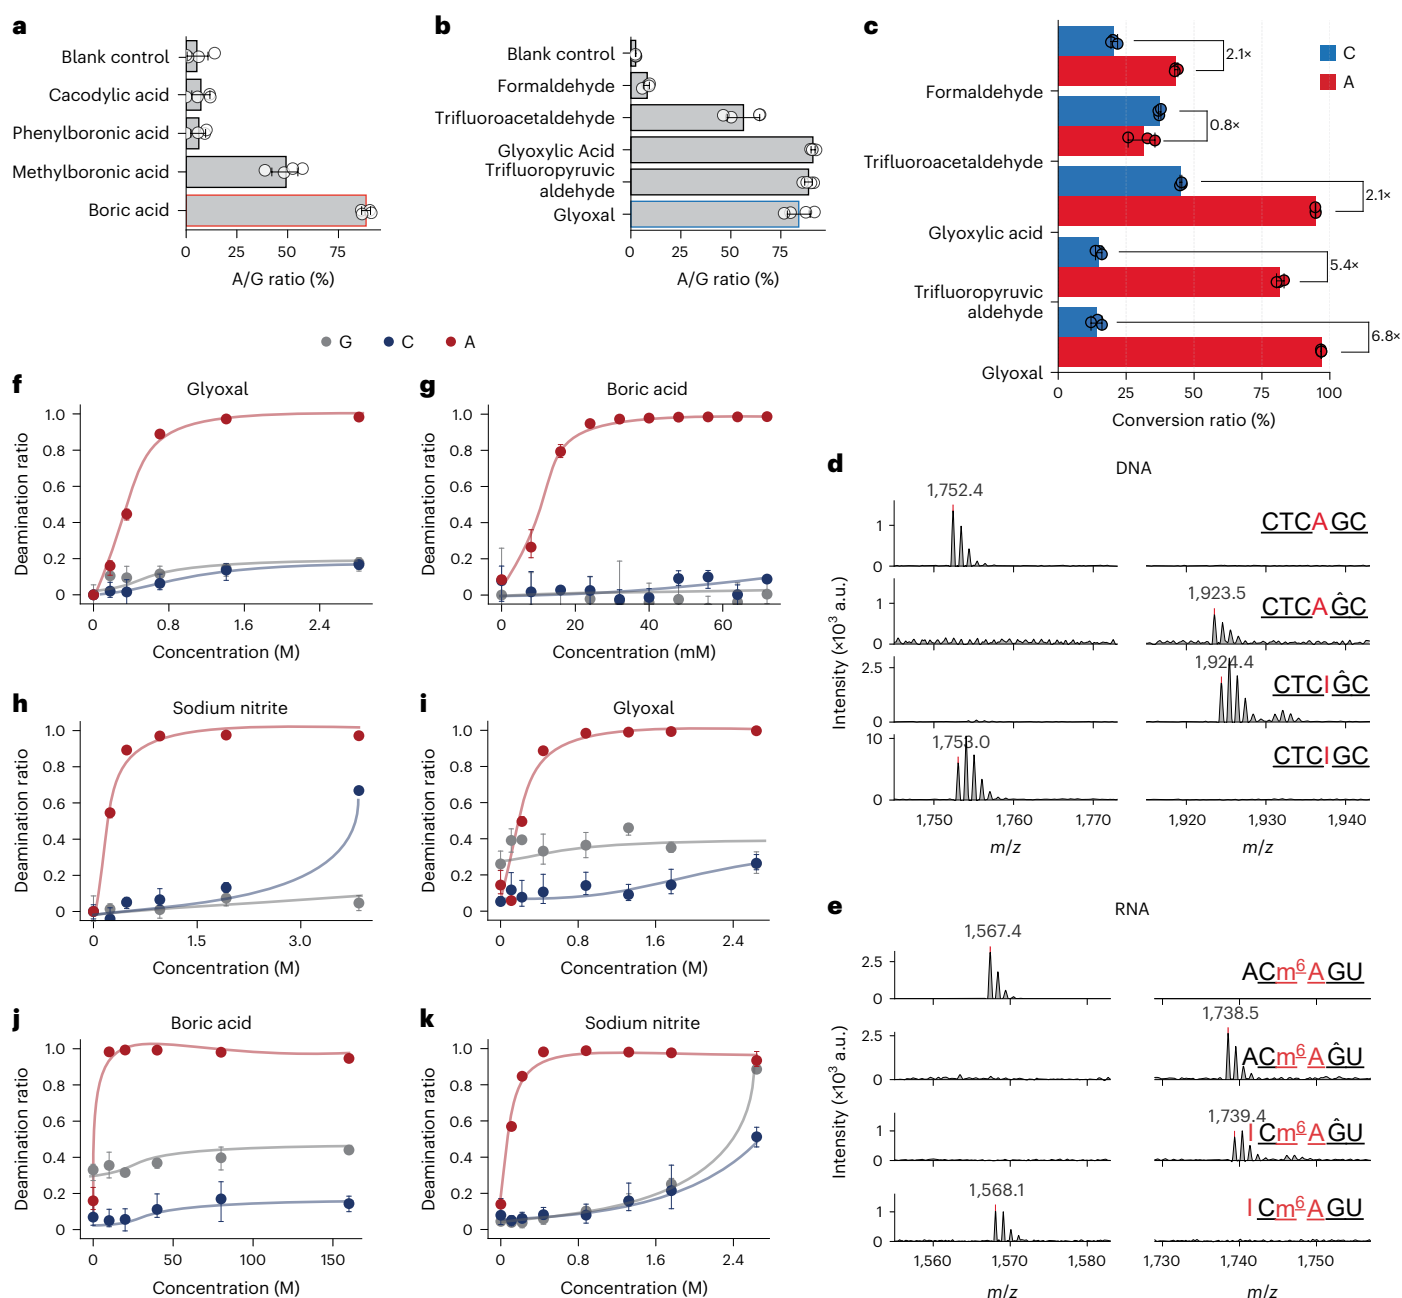 a
Blank control
Cacodylic acid
Phenylboronic acid
Methylboronic acid
Boric acid
0 25 50 75
A/G ratio (%)
b
Blank control
Formaldehyde
Trifluoroacetaldehyde
Glyoxylic Acid
Trifluoropyruvic
aldehyde
Glyoxal
0 25 50 75
A/G ratio (%)
c
C
A
2.1×
Formaldehyde
0.8×
Trifluoroacetaldehyde
2.1×
Glyoxylic acid
5.4×
Trifluoropyruvic
aldehyde
6.8×
Glyoxal
0 25 50 75 100
Conversion ratio (%)
G C A
f
Glyoxal
Deamination ratio
1.0
0.8
0.6
0.4
0.2
0
0 0.8 1.6 2.4
Concentration (M)
g
Boric acid
Deamination ratio
1.0
0.8
0.6
0.4
0.2
0
0 20 40 60
Concentration (mM)
h
Sodium nitrite
Deamination ratio
1.0
0.8
0.6
0.4
0.2
0
0 1.5 3.0
Concentration (M)
i
Glyoxal
Deamination ratio
1.0
0.8
0.6
0.4
0.2
0
0 0.8 1.6 2.4
Concentration (M)
j
Boric acid
Deamination ratio
1.0
0.8
0.6
0.4
0.2
0
0 50 100 150
Concentration (M)
k
Sodium nitrite
Deamination ratio
1.0
0.8
0.6
0.4
0.2
0
0 0.8 1.6 2.4
Concentration (M)
d
DNA
Intensity (×10³ a.u.)
1,752.4
1
0
CTCAGC
1,923.5
1
0
CTCAĜC
1,924.4
2.5
0
CTCIĜC
1,753.0
10
0
CTCIGC
1,750 1,760 1,770
m/z
1,920 1,930 1,940
m/z
e
RNA
Intensity (×10³ a.u.)
1,567.4
2.5
0
ACm⁶AGU
1,738.5
2.5
0
ACm⁶AĜU
1,739.4
1
0
ICm⁶AĜU
1,568.1
1
0
ICm⁶AGU
1,560 1,570 1,580
m/z
1,730 1,740 1,750
m/z